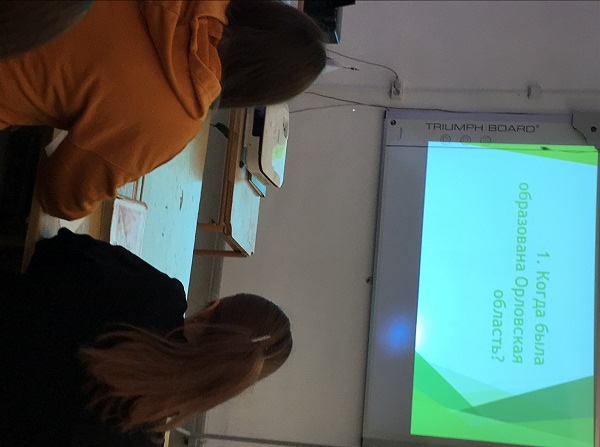 TRIUMPH BOARD®
1. Когда была
образована Орловская
область?